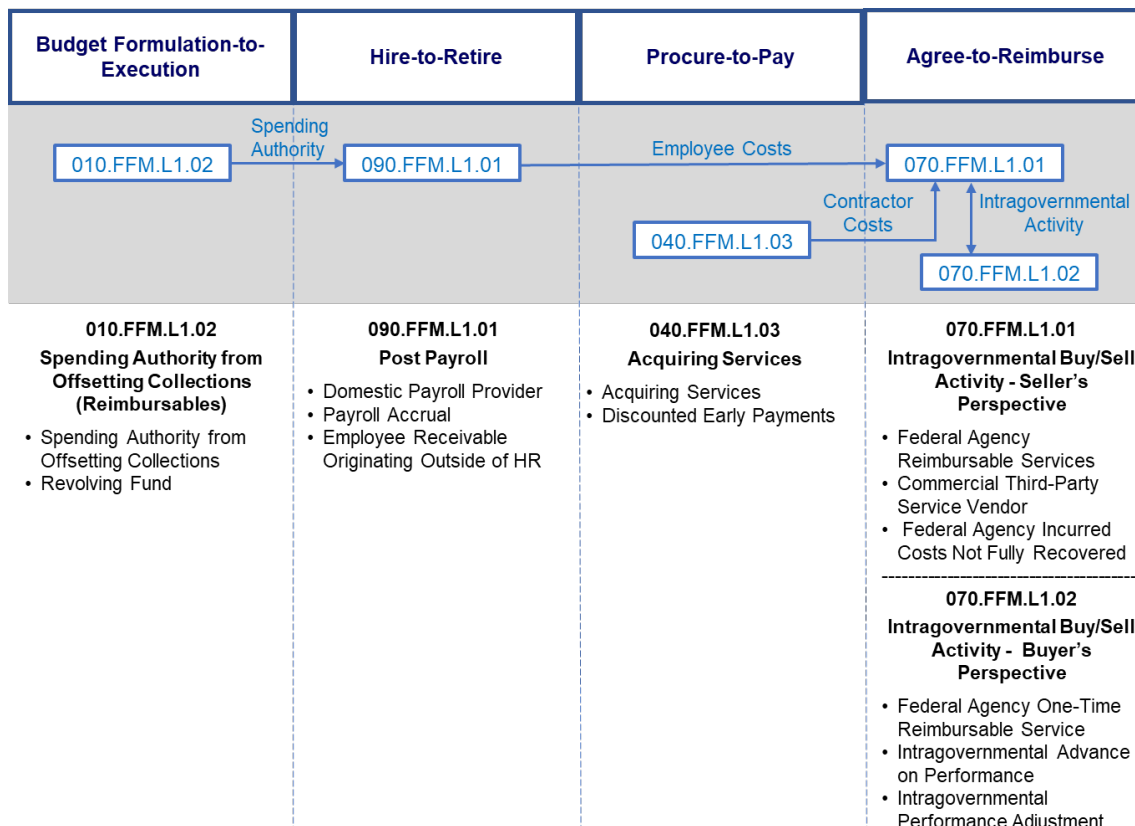 Budget Formulation-to-
Execution
Hire-to-Retire
Procure-to-Pay
Agree-to-Reimburse
Spending
Authority
010.FFM.L1.02
090.FFM.L1.01
Employee Costs
070.FFM.L1.01
Contractor
Costs
Intragovernmental
Activity
040.FFM.L1.03
070.FFM.L1.02
010.FFM.L1.02
Spending Authority from
Offsetting Collections
(Reimbursables)
• Spending Authority from
Offsetting Collections
• Revolving Fund
090.FFM.L1.01
Post Payroll
• Domestic Payroll Provider
• Payroll Accrual
• Employee Receivable
Originating Outside of HR
040.FFM.L1.03
Acquiring Services
• Acquiring Services
• Discounted Early Payments
070.FFM.L1.01
Intragovernmental Buy/Sell
Activity - Seller’s
Perspective
• Federal Agency
Reimbursable Services
• Commercial Third-Party
Service Vendor
• Federal Agency Incurred
Costs Not Fully Recovered
070.FFM.L1.02
Intragovernmental Buy/Sell
Activity - Buyer’s
Perspective
• Federal Agency One-Time
Reimbursable Service
• Intragovernmental Advance
on Performance
• Intragovernmental
Performance Adjustment